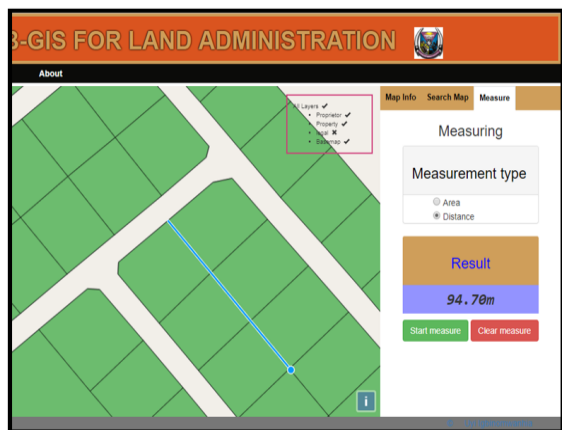 3-GIS FOR LAND ADMINISTRATION
About
All Layers ✔
Proprietor ✔
Property ✔
legal ✖
Basemap ✔
Map Info Search Map Measure
Measuring
Measurement type
Area
Distance
Result
94.70m
Start measure Clear measure
i